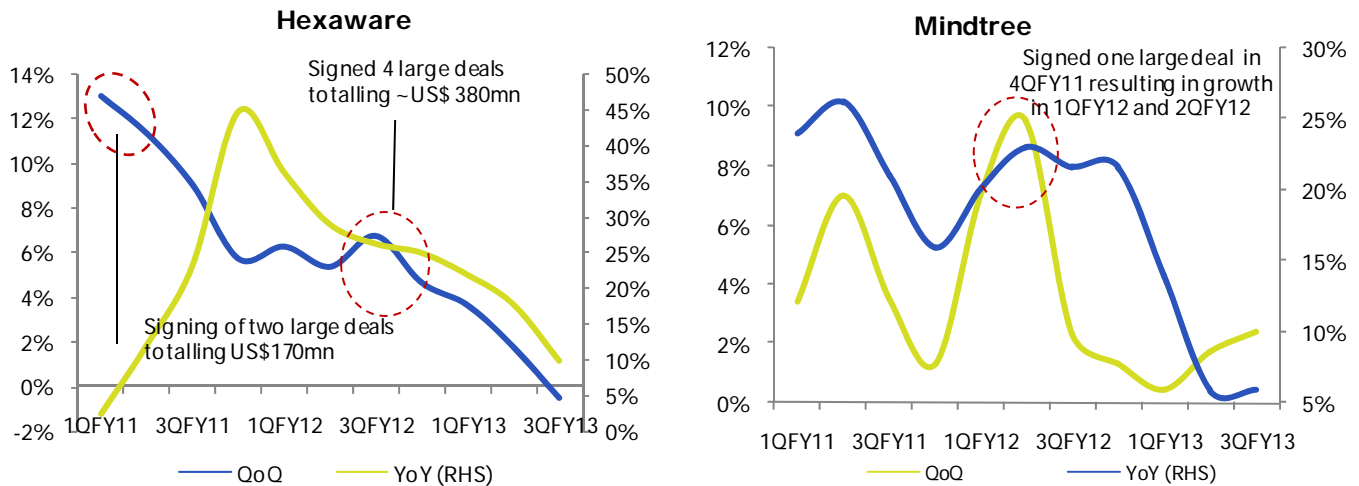 Hexaware
14%
12%
10%
8%
6%
4%
2%
0%
-2%
50%
45%
40%
35%
30%
25%
20%
15%
10%
5%
0%
Signed 4 large deals
totalling ~US$ 380mn
Signing of two large deals
totalling US$170mn
1QFY11 3QFY11 1QFY12 3QFY12 1QFY13 3QFY13
QoQ YoY (RHS)
Mindtree
12%
10%
8%
6%
4%
2%
0%
30%
25%
20%
15%
10%
5%
Signed one large deal in
4QFY11 resulting in growth
in 1QFY12 and 2QFY12
1QFY11 3QFY11 1QFY12 3QFY12 1QFY13 3QFY13
QoQ YoY (RHS)